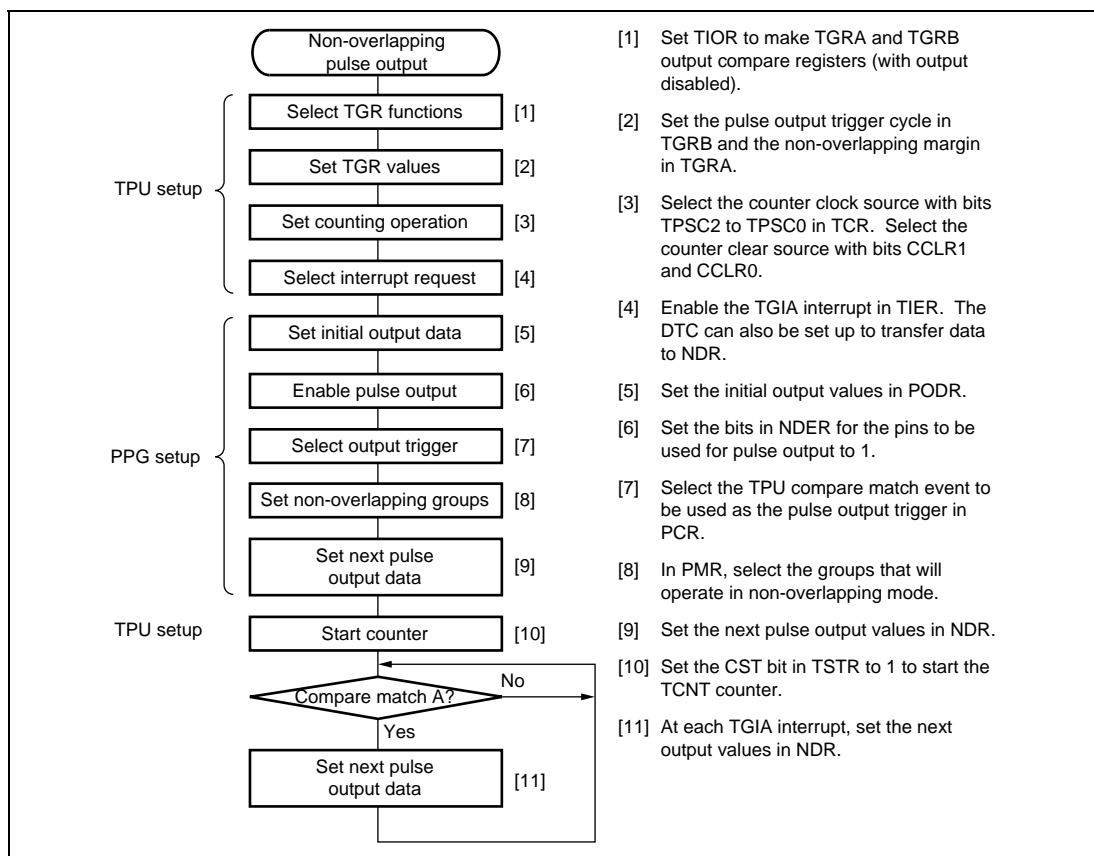 Non-overlapping
pulse output
TPU setup
Select TGR functions [1]
Set TGR values [2]
Set counting operation [3]
Select interrupt request [4]
PPG setup
Set initial output data [5]
Enable pulse output [6]
Select output trigger [7]
Set non-overlapping groups [8]
Set next pulse
output data
[9]
TPU setup
Start counter [10]
Compare match A?
No
Yes
Set next pulse
output data
[11]
[1] Set TIOR to make TGRA and TGRB
output compare registers (with output
disabled).
[2] Set the pulse output trigger cycle in
TGRB and the non-overlapping margin
in TGRA.
[3] Select the counter clock source with bits
TPSC2 to TPSC0 in TCR. Select the
counter clear source with bits CCLR1
and CCLR0.
[4] Enable the TGIA interrupt in TIER. The
DTC can also be set up to transfer data
to NDR.
[5] Set the initial output values in PODR.
[6] Set the bits in NDER for the pins to be
used for pulse output to 1.
[7] Select the TPU compare match event to
be used as the pulse output trigger in
PCR.
[8] In PMR, select the groups that will
operate in non-overlapping mode.
[9] Set the next pulse output values in NDR.
[10] Set the CST bit in TSTR to 1 to start the
TCNT counter.
[11] At each TGIA interrupt, set the next
output values in NDR.